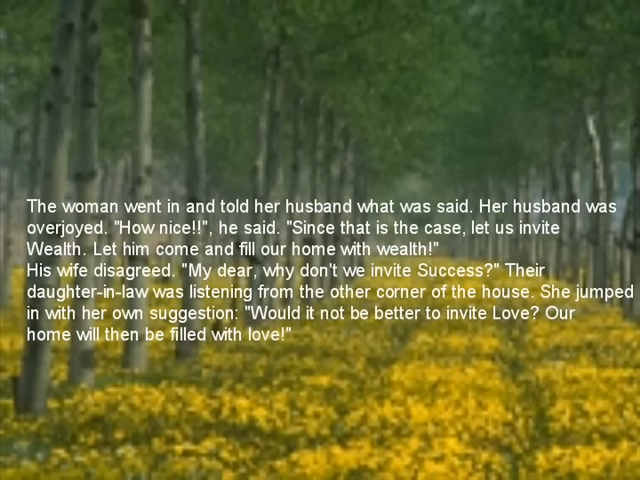 The woman went in and told her husband what was said. Her husband was
overjoyed. "How nice!!", he said. "Since that is the case, let us invite
Wealth. Let him come and fill our home with wealth!"
His wife disagreed. "My dear, why don't we invite Success?" Their
daughter-in-law was listening from the other corner of the house. She jumped
in with her own suggestion: "Would it not be better to invite Love? Our
home will then be filled with love!"